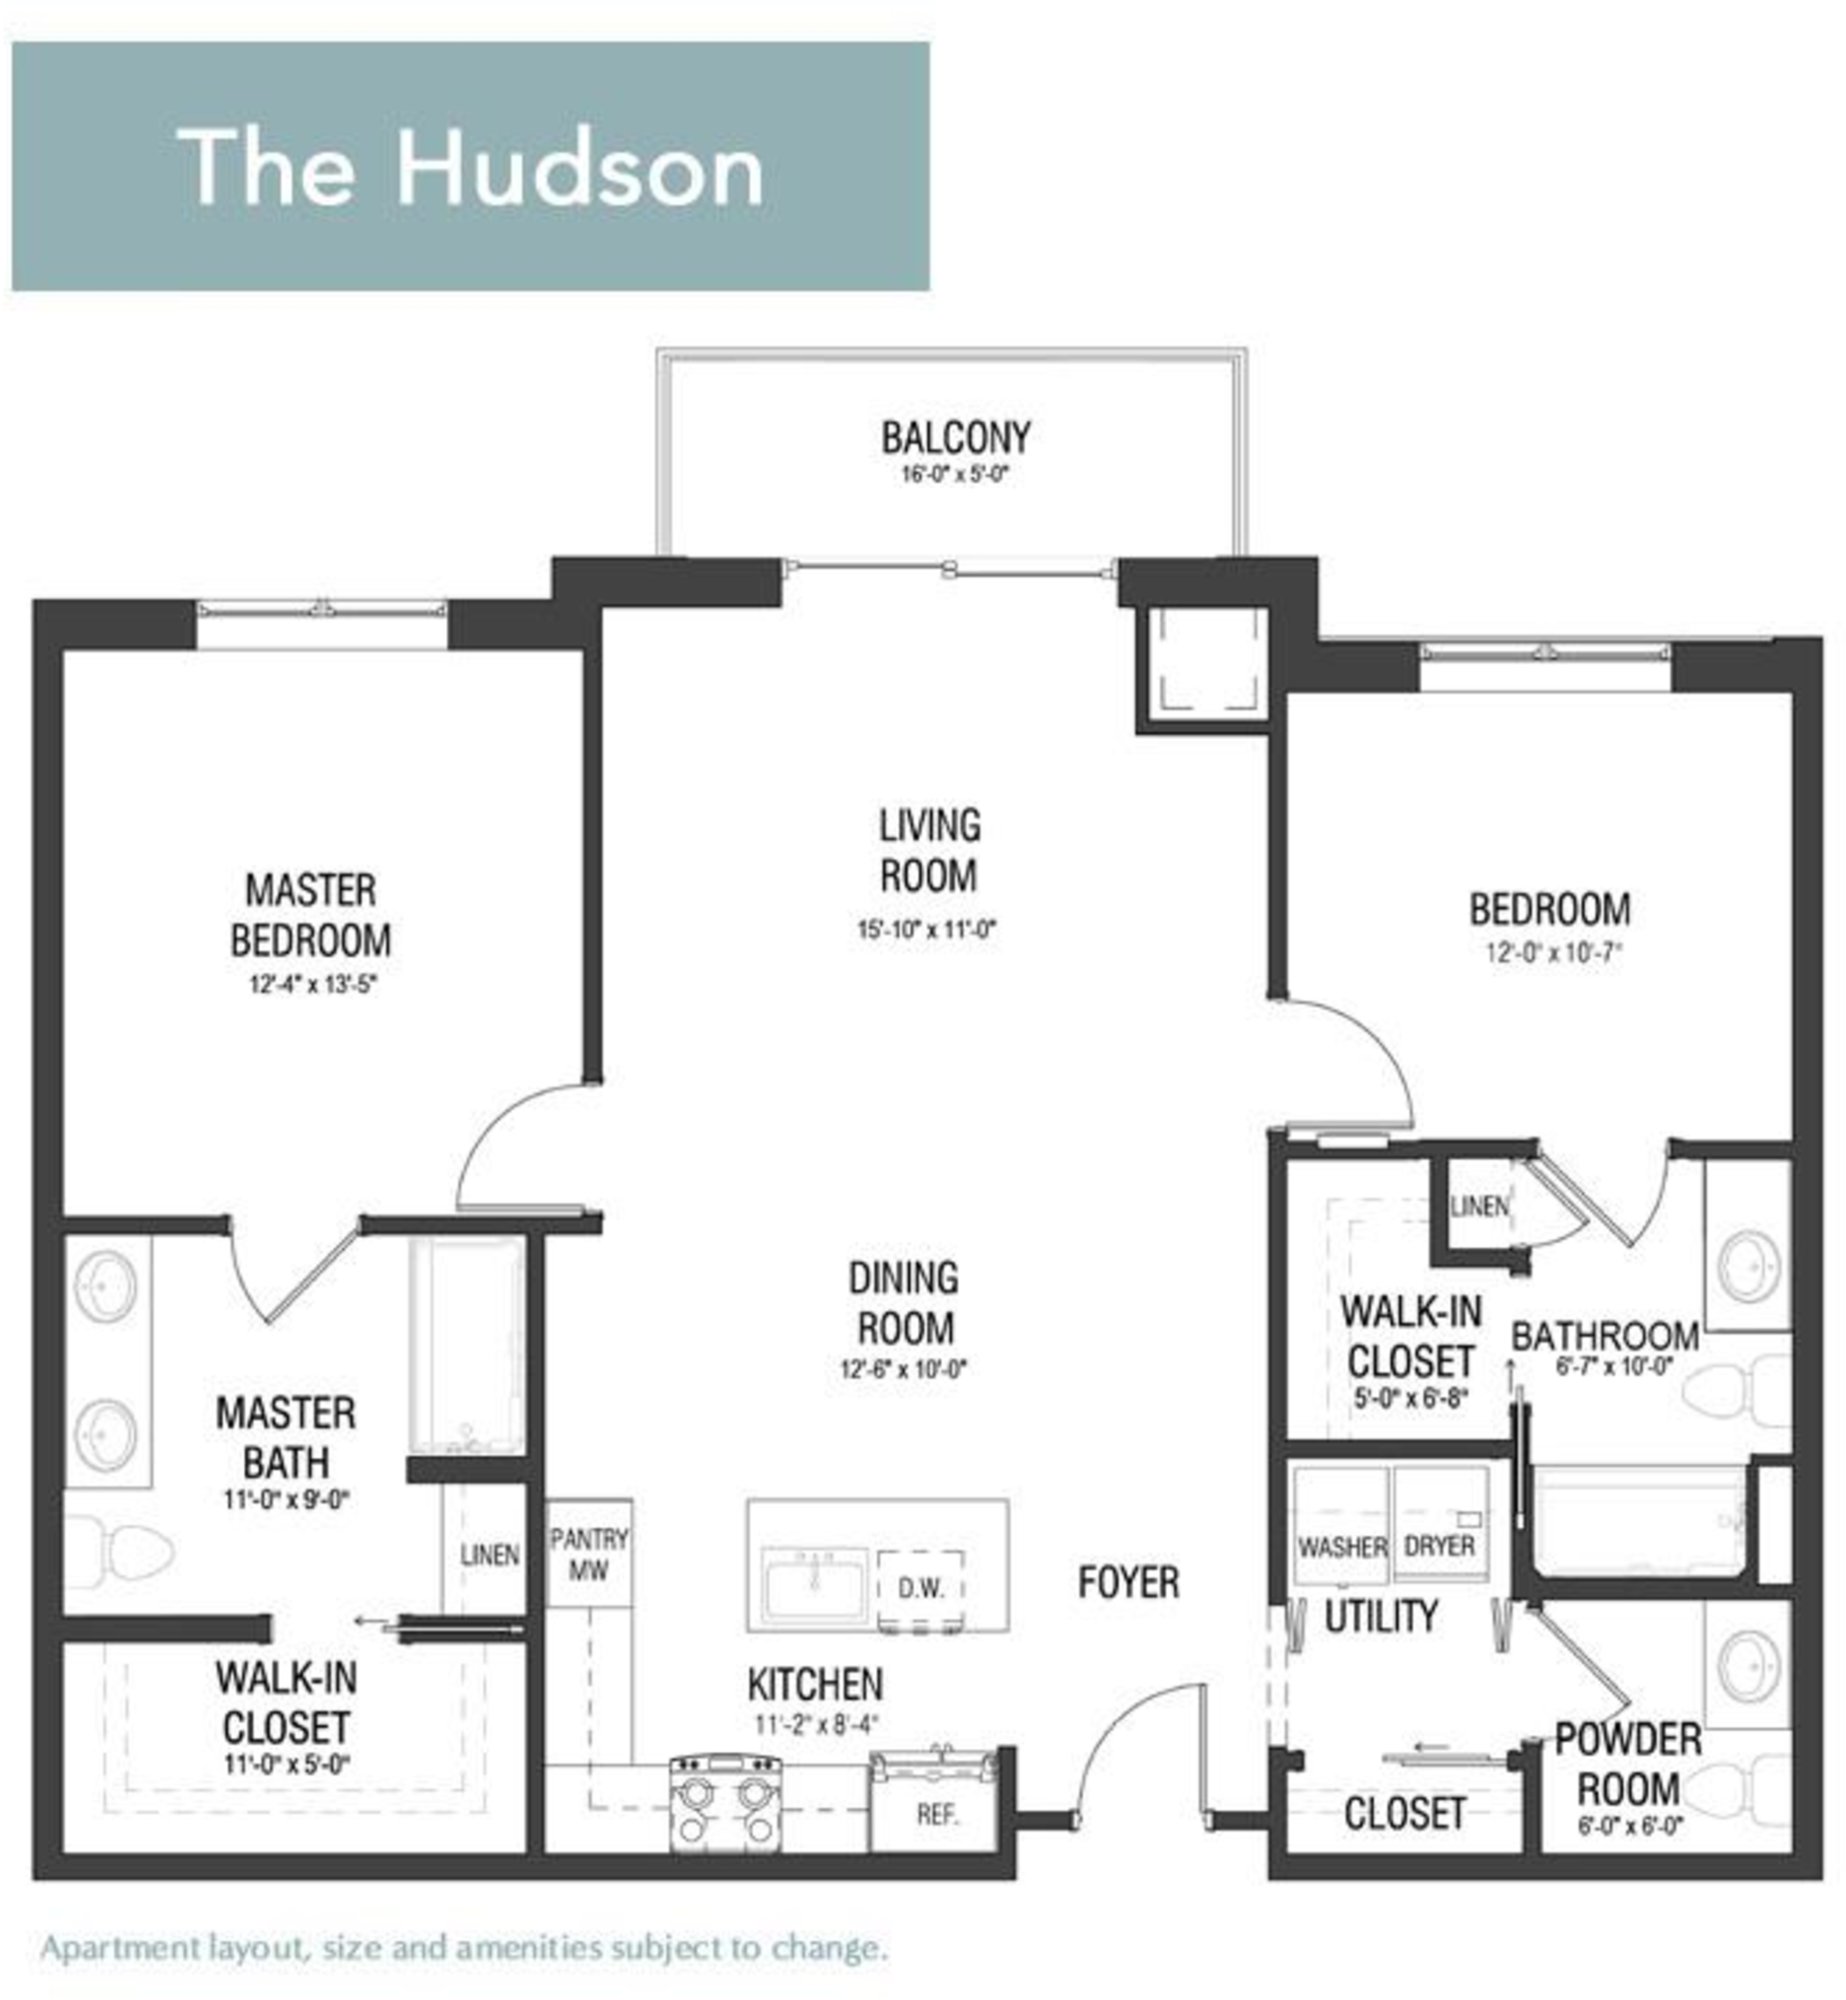 The Hudson
BALCONY
16'-0" x 5'-0"
LIVING
ROOM
15'-10" x 11'-0"
MASTER
BEDROOM
12'-4" x 13'-5"
BEDROOM
12'-0" x 10'-7"
LINEN
WALK-IN
CLOSET
5'-0" x 6'-8"
BATHROOM
6'-7" x 10'-0"
DINING
ROOM
12'-6" x 10'-0"
MASTER
BATH
11'-0" x 9'-0"
LINEN
PANTRY
MW
D.W.
FOYER
WASHER
DRYER
UTILITY
KITCHEN
11'-2" x 8'-4"
WALK-IN
CLOSET
11'-0" x 5'-0"
REF.
CLOSET
POWDER
ROOM
6'-0" x 6'-0"
Apartment layout, size and amenities subject to change.